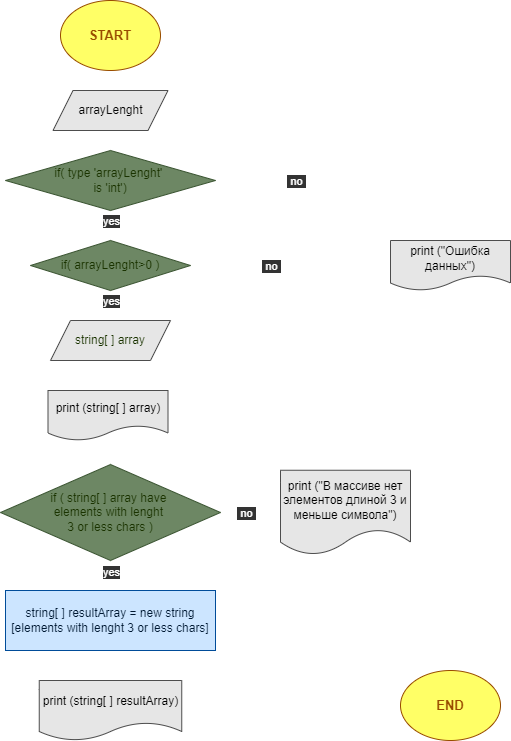 START
arrayLenght
if( type 'arrayLenght'
is 'int')
no
yes
if( arrayLenght>0 )
no
print ("Ошибка
данных")
yes
string[ ] array
print (string[ ] array)
if ( string[ ] array have
elements with lenght
3 or less chars )
no
print ("В массиве нет
элементов длиной 3 и
меньше символа")
yes
string[ ] resultArray = new string
[elements with lenght 3 or less chars]
print (string[ ] resultArray)
END